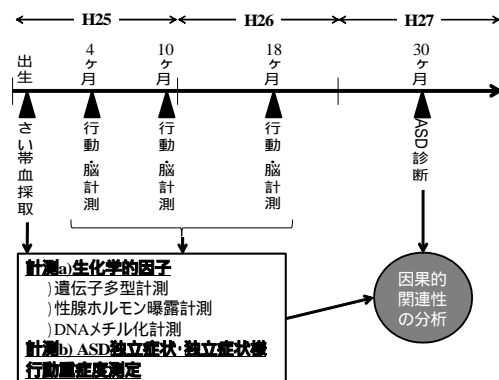 H25
H26
H27
出生
4ヶ月
10ヶ月
18ヶ月
30ヶ月
さい帯血採取
行動・脳計測
行動・脳計測
行動・脳計測
ASD診断
計測a)生化学的因子
)遺伝子多型計測
)性腺ホルモン曝露計測
)DNAメチル化計測
計測b) ASD独立症状・独立症状様
行動重症度測定
因果的
関連性
の分析